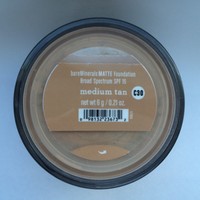 bareMinerals MATTE Foundation
Broad Spectrum SPF 15
medium tan
C30
net wt 6 g / 0.21 oz.